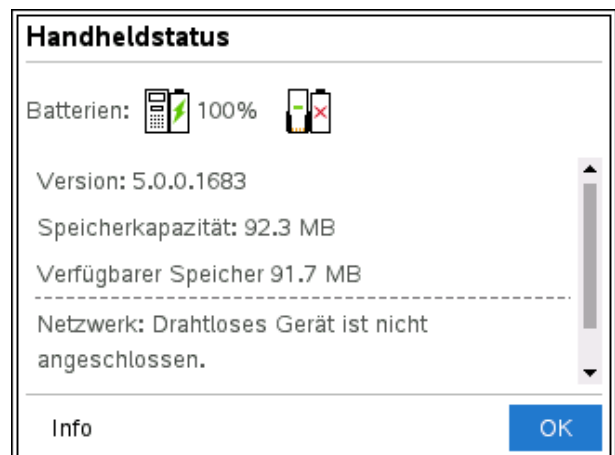 Handheldstatus
Batterien: 100%
Version: 5.0.0.1683
Speicherkapazität: 92.3 MB
Verfügbarer Speicher 91.7 MB
Netzwerk: Drahtloses Gerät ist nicht
angeschlossen.
Info OK